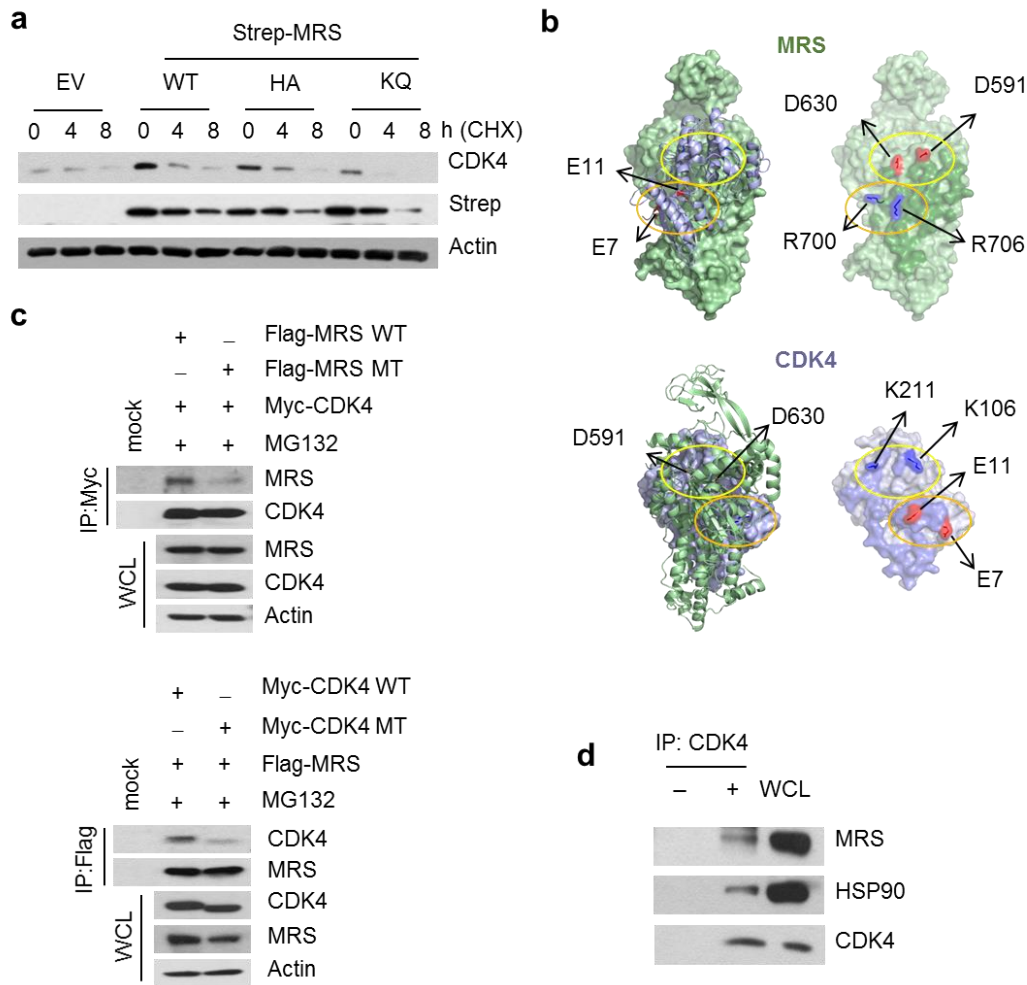 a
Strep-MRS
EV WT HA KQ
0 4 8 0 4 8 0 4 8 0 4 8 h (CHX)
CDK4
Strep
Actin
b
MRS
D630 D591
E11
E7 R700 R706
CDK4
K211 K106
D591 D630 E11
E7
c
+ – Flag-MRS WT
– + Flag-MRS MT
+ + Myc-CDK4
mock + + MG132
IP:Myc MRS
CDK4
WCL MRS
CDK4
Actin
+ – Myc-CDK4 WT
– + Myc-CDK4 MT
+ + Flag-MRS
mock + + MG132
IP:Flag CDK4
MRS
WCL CDK4
MRS
Actin
d
IP: CDK4
– + WCL
MRS
HSP90
CDK4